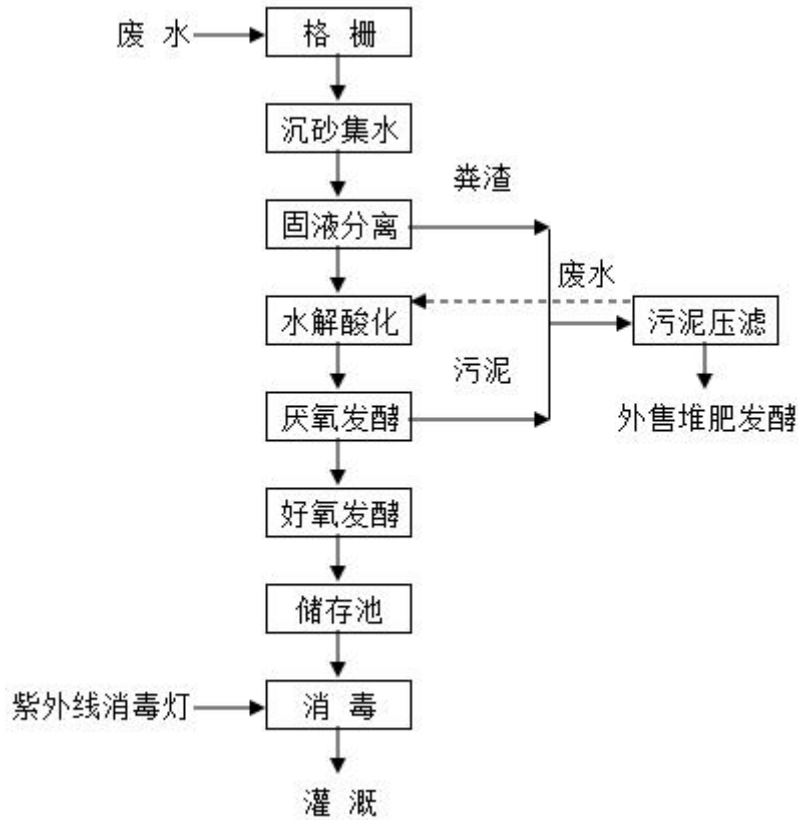 废 水
格 栅
沉砂集水
粪渣
固液分离
废水
水解酸化
污泥压滤
污泥
厌氧发酵
外售堆肥发酵
好氧发酵
储存池
紫外线消毒灯
消 毒
灌 溉